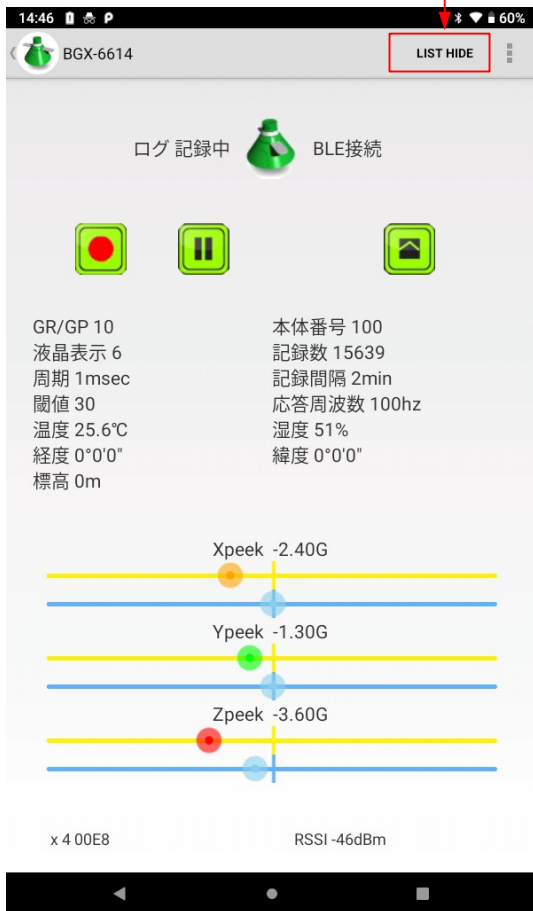 14:46 60%
BGX-6614 LIST HIDE
ログ 記録中 BLE接続
GR/GP 10 本体番号 100
液晶表示 6 記録数 15639
周期 1msec 記録間隔 2min
閾値 30 応答周波数 100hz
温度 25.6℃ 湿度 51%
経度 0°0'0" 緯度 0°0'0"
標高 0m
Xpeek -2.40G
Ypeek -1.30G
Zpeek -3.60G
x 4 00E8 RSSI -46dBm